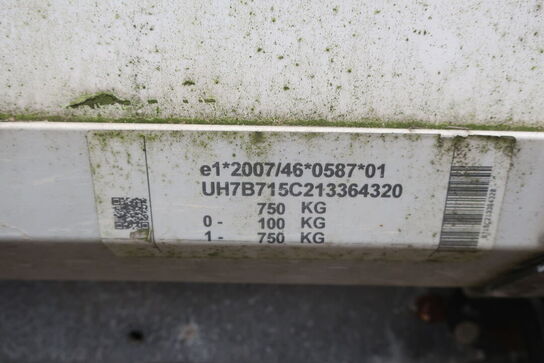 e1*2007/46*0587*01
UH7B715C213364320
750 KG
0- 100 KG
1- 750 KG